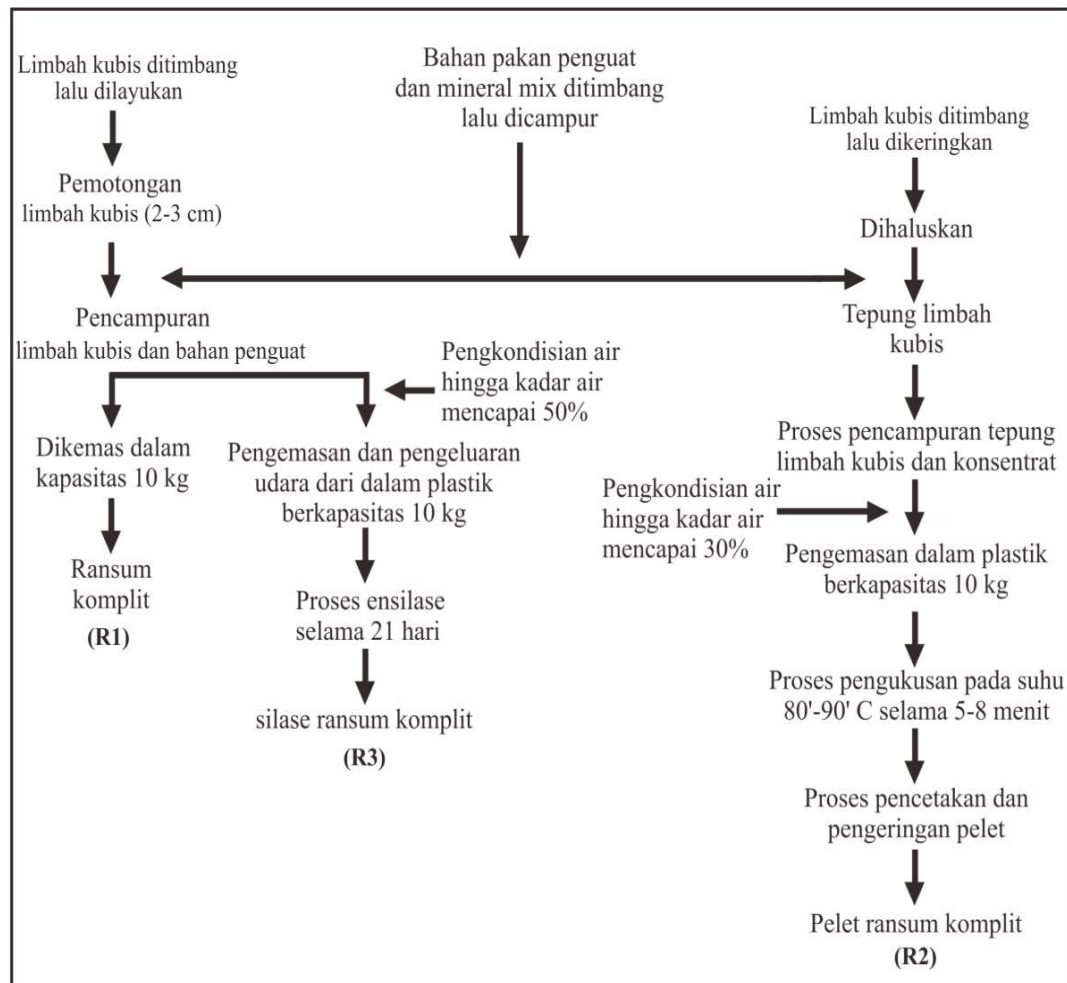 Limbah kubis ditimbang
lalu dilayukan
Pemotongan
limbah kubis (2-3 cm)
Pencampuran
limbah kubis dan bahan penguat
Dikemas dalam
kapasitas 10 kg
Ransum
komplit
(R1)
Bahan pakan penguat
dan mineral mix ditimbang
lalu dicampur
Pengkondisian air
hingga kadar air
mencapai 50%
Pengemasan dan pengeluaran
udara dari dalam plastik
berkapasitas 10 kg
Proses ensilase
selama 21 hari
silase ransum komplit
(R3)
Limbah kubis ditimbang
lalu dikeringkan
Dihaluskan
Tepung limbah
kubis
Proses pencampuran tepung
limbah kubis dan konsentrat
Pengkondisian air
hingga kadar air
mencapai 30%
Pengemasan dalam plastik
berkapasitas 10 kg
Proses pengukusan pada suhu
80'-90' C selama 5-8 menit
Proses pencetakan dan
pengeringan pelet
Pelet ransum komplit
(R2)